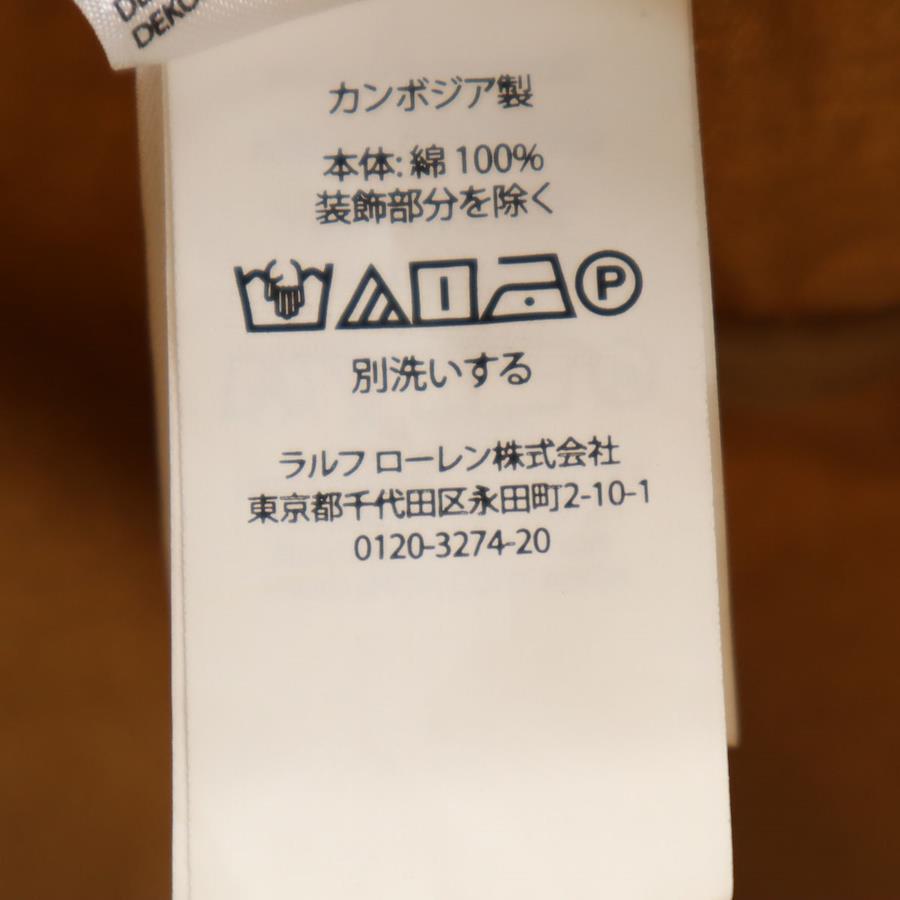 DEKO
カンボジア製
本体: 綿 100%
装飾部分を除く
P
別洗いする
ラルフ ローレン株式会社
東京都千代田区永田町2-10-1
0120-3274-20